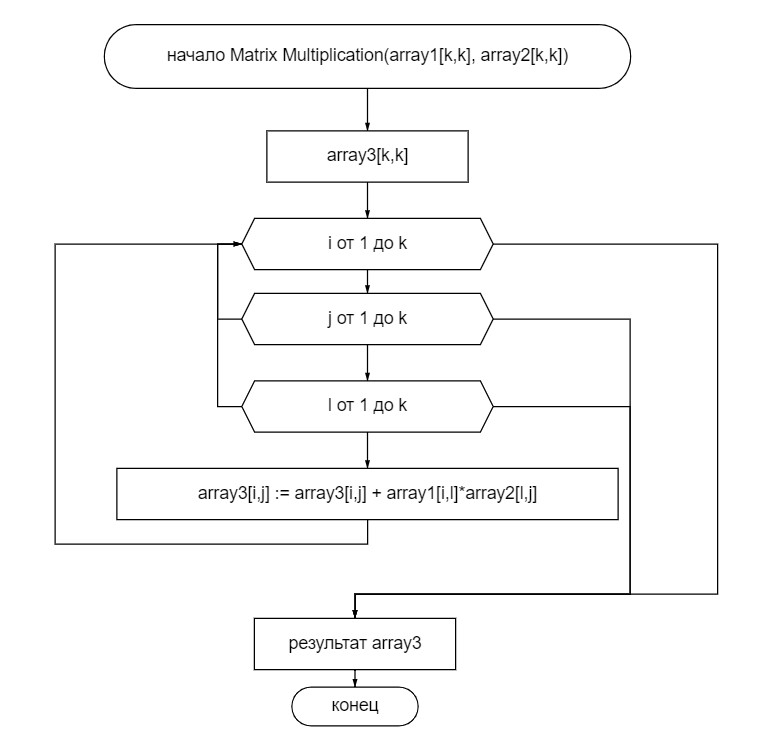 начало Matrix Multiplication(array1[k,k], array2[k,k])
array3[k,k]
i от 1 до k
j от 1 до k
l от 1 до k
array3[i,j] := array3[i,j] + array1[i,l]*array2[l,j]
результат array3
конец